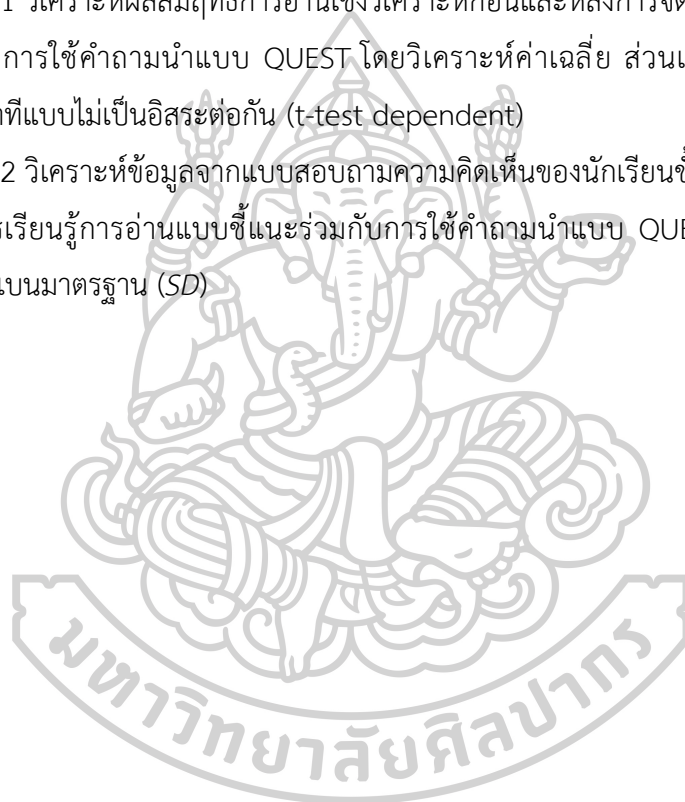 1 วิเคราะห์ผลสัมฤทธิ์การอ่านเชิงวิเคราะห์ก่อนและหลังการจัด
การใช้คำถามนำแบบ QUEST โดยวิเคราะห์ค่าเฉลี่ย ส่วนเ
าทีแบบไม่เป็นอิสระต่อกัน (t-test dependent)
2 วิเคราะห์ข้อมูลจากแบบสอบถามความคิดเห็นของนักเรียนชั้
รเรียนรู้การอ่านแบบชี้แนะร่วมกับการใช้คำถามนำแบบ QUE
แบนมาตรฐาน (SD)
มหาวิทยาลัยศิลปากร